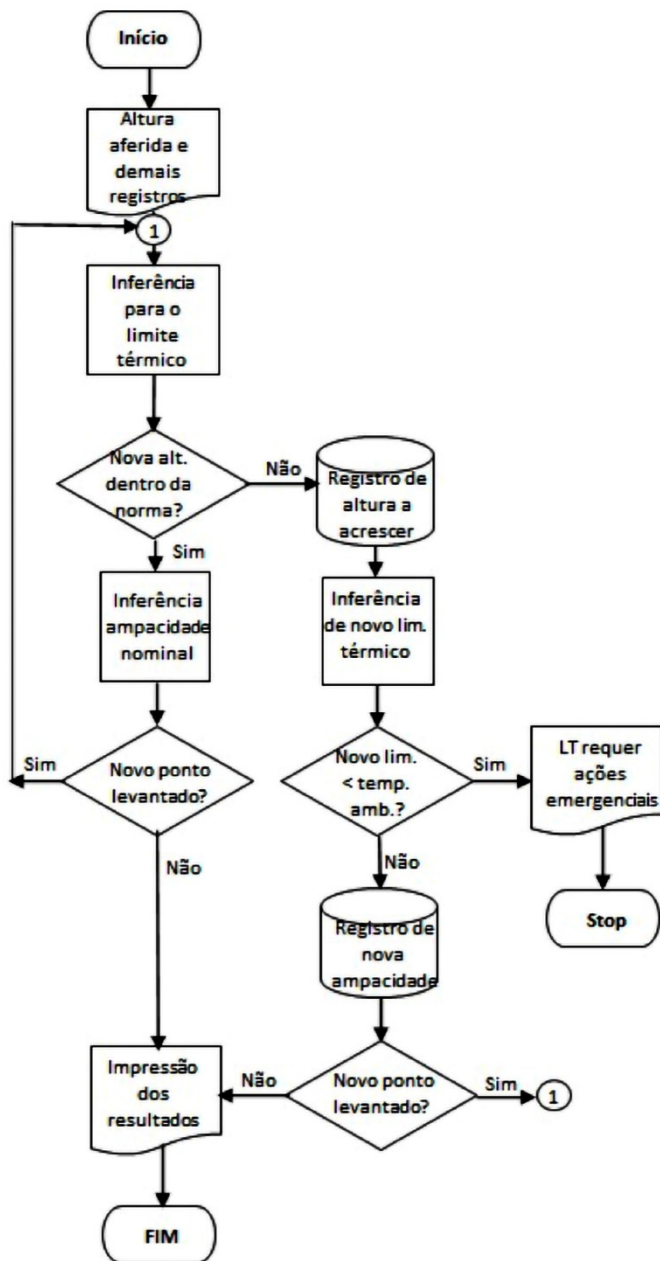 Início
Altura
aferida e
demais
registros
1
Inferência
para o
limite
térmico
Nova alt.
dentro da
norma?
Não
Registro de
altura a
acrescer
Sim
Inferência
ampacidade
nominal
Inferência
de novo lim.
térmico
Sim
Novo ponto
levantado?
Novo lim.
< temp.
amb.?
Sim
LT requer
ações
emergenciais
Não
Não
Stop
Registro de
nova
ampacidade
Impressão
dos
resultados
Não
Novo ponto
levantado?
Sim
1
FIM